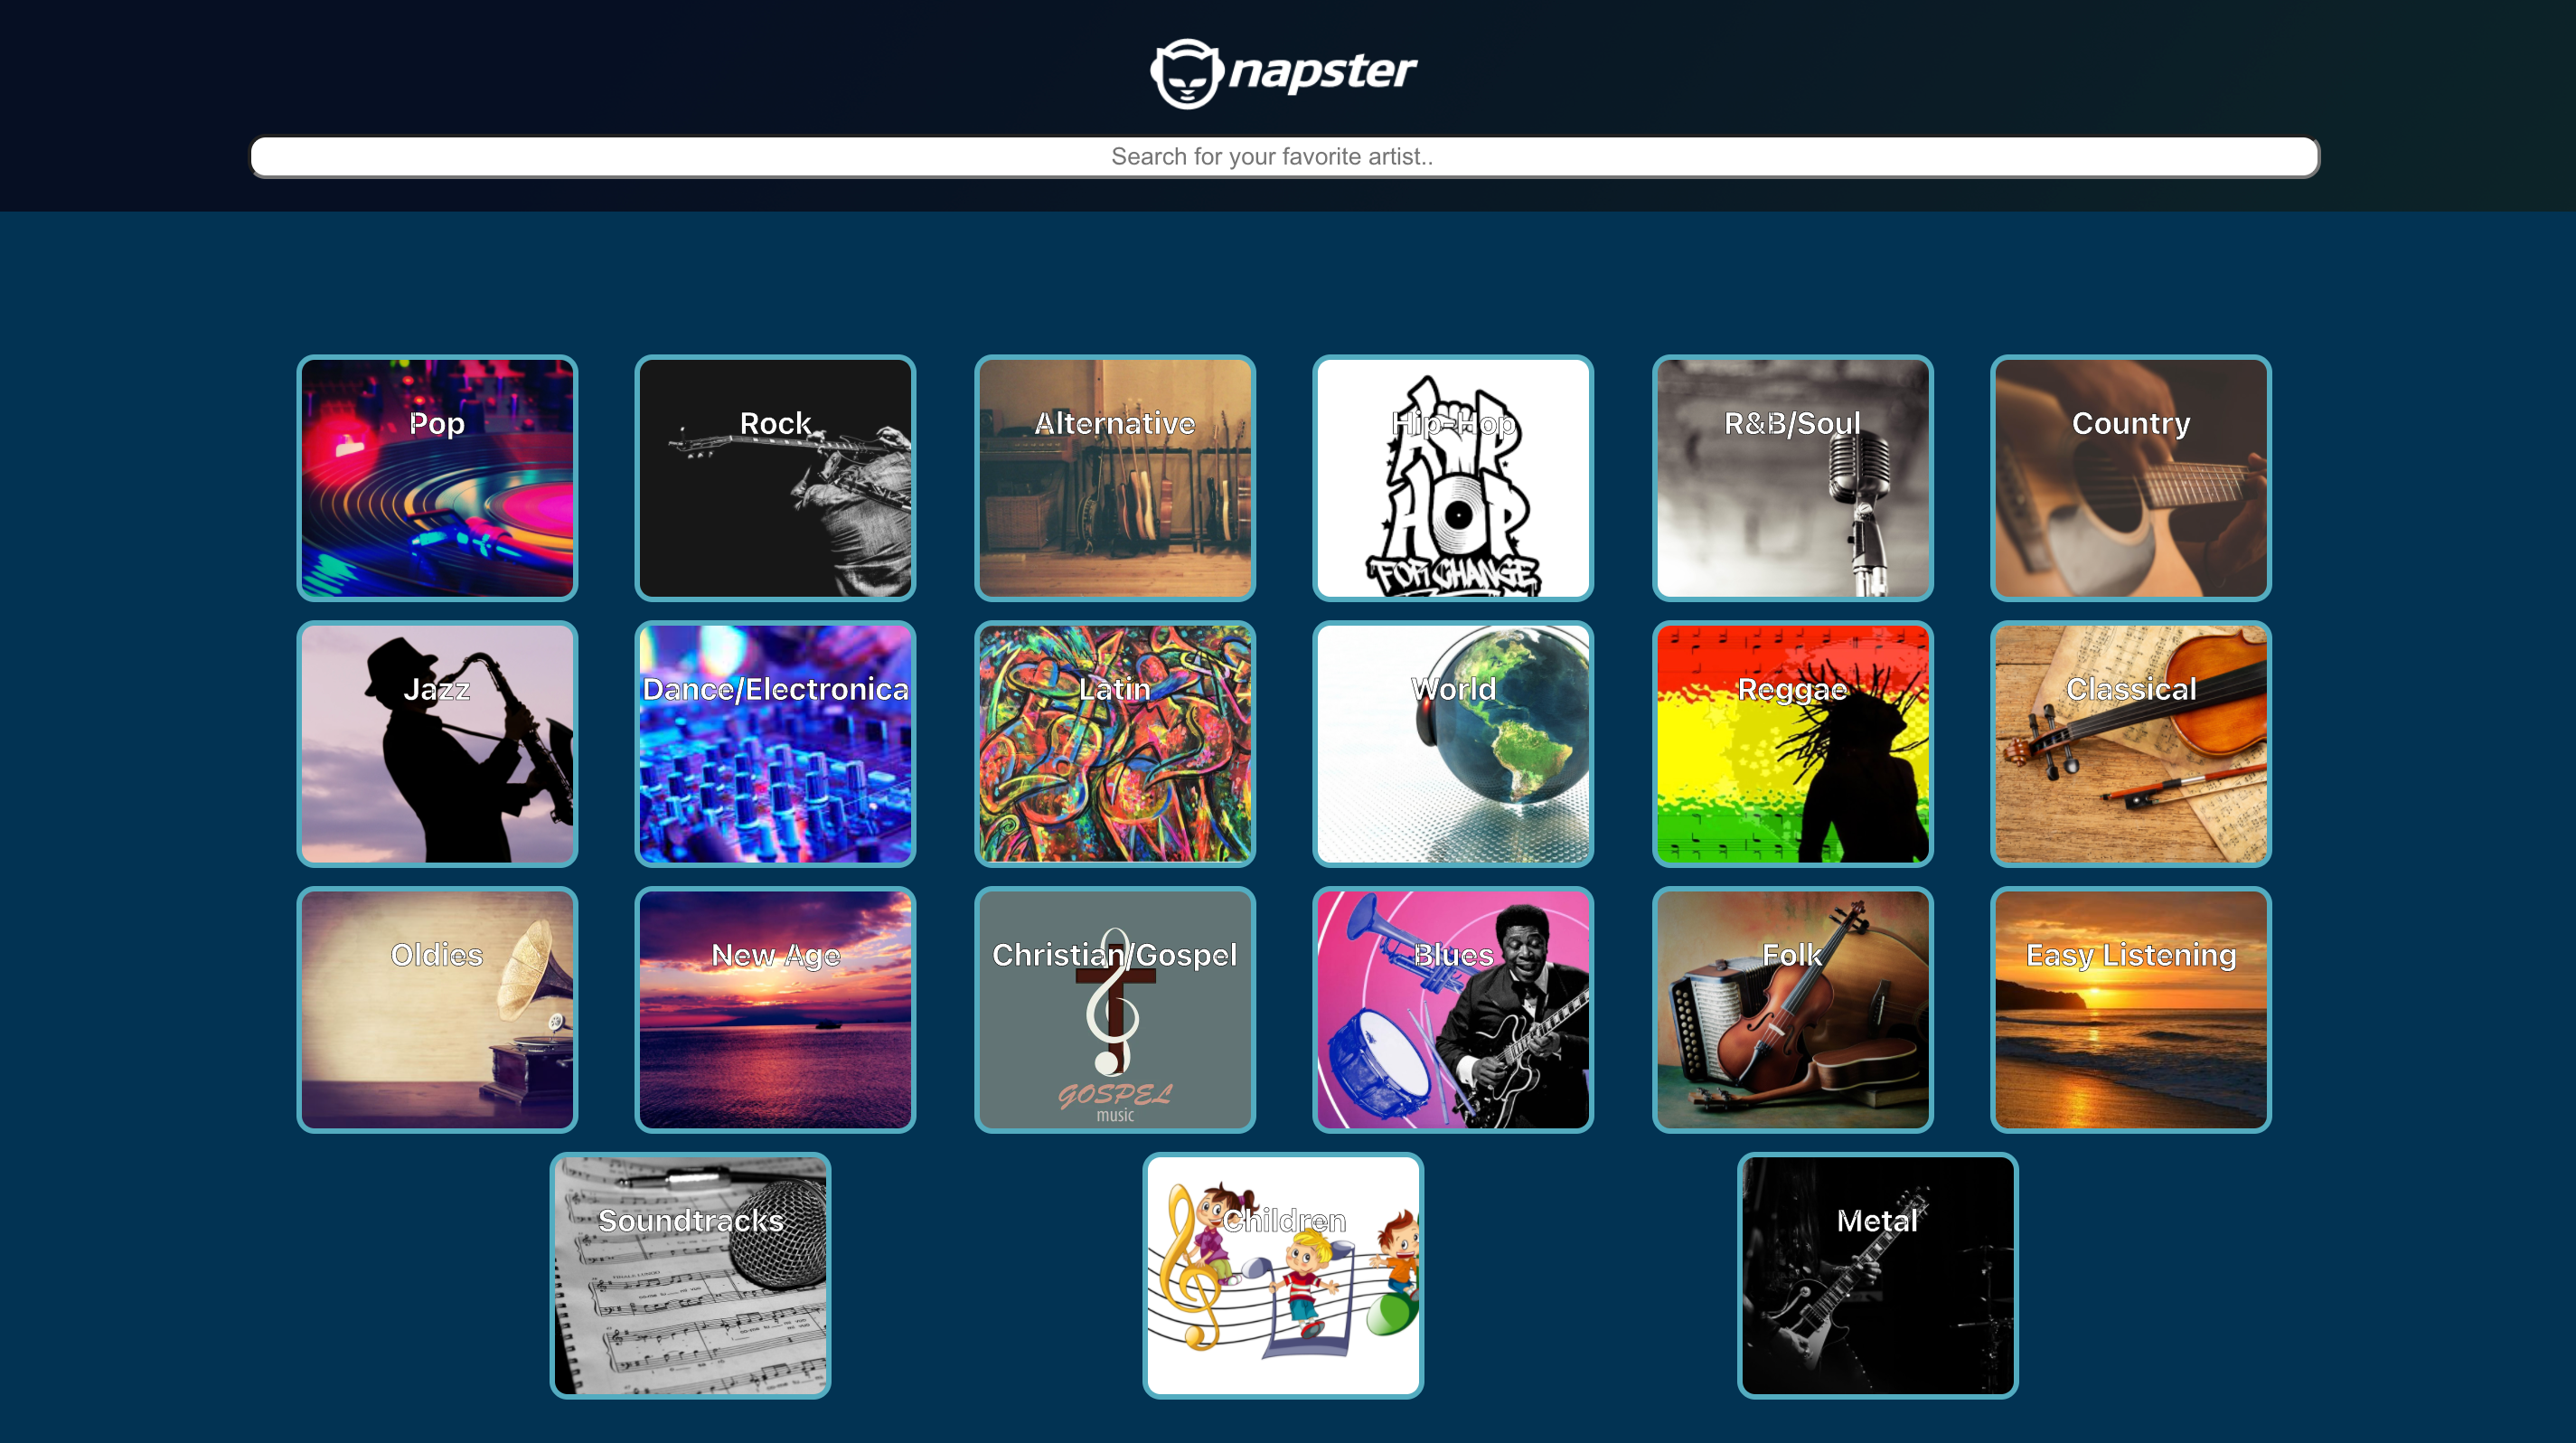 napster
Search for your favorite artist..
Pop
Rock
Alternative
Hip-Hop
HIP
HOP
FOR CHANGE
R&B/Soul
Country
Jazz
Dance/Electronica
Latin
World
Reggae
Classical
Oldies
New Age
Christian/Gospel
GOSPEL
music
Blues
Folk
Easy Listening
Soundtracks
Children
Metal